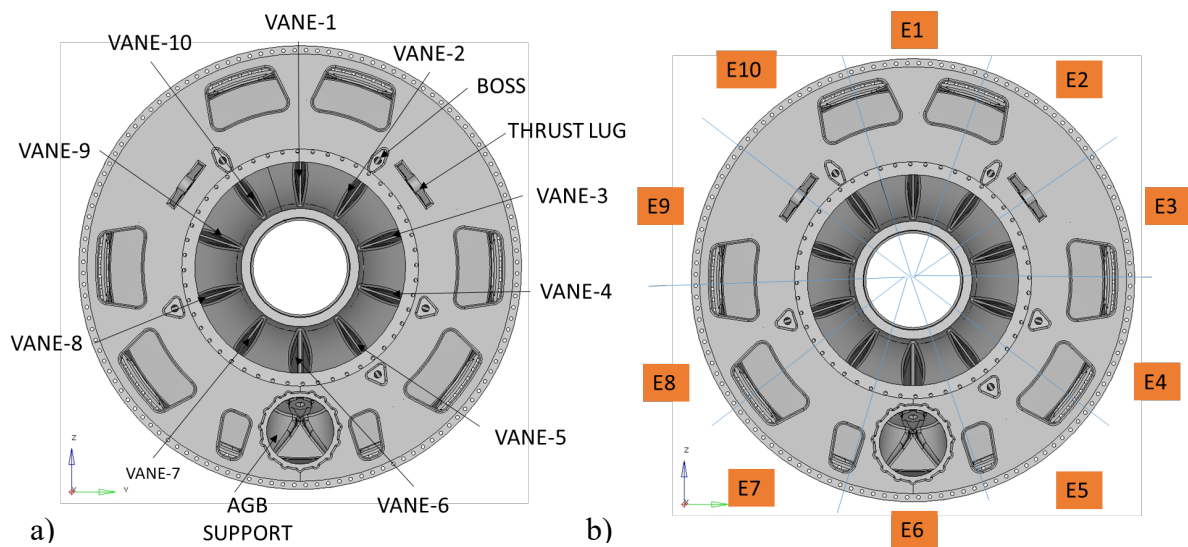 VANE-1
VANE-10
VANE-2
BOSS
THRUST LUG
VANE-9
VANE-3
VANE-4
VANE-8
VANE-5
VANE-7
VANE-6
AGB
SUPPORT
Z
Y
X
a)
E1
E10
E2
E9
E3
E8
E4
E7
E5
E6
Z
Y
X
b)